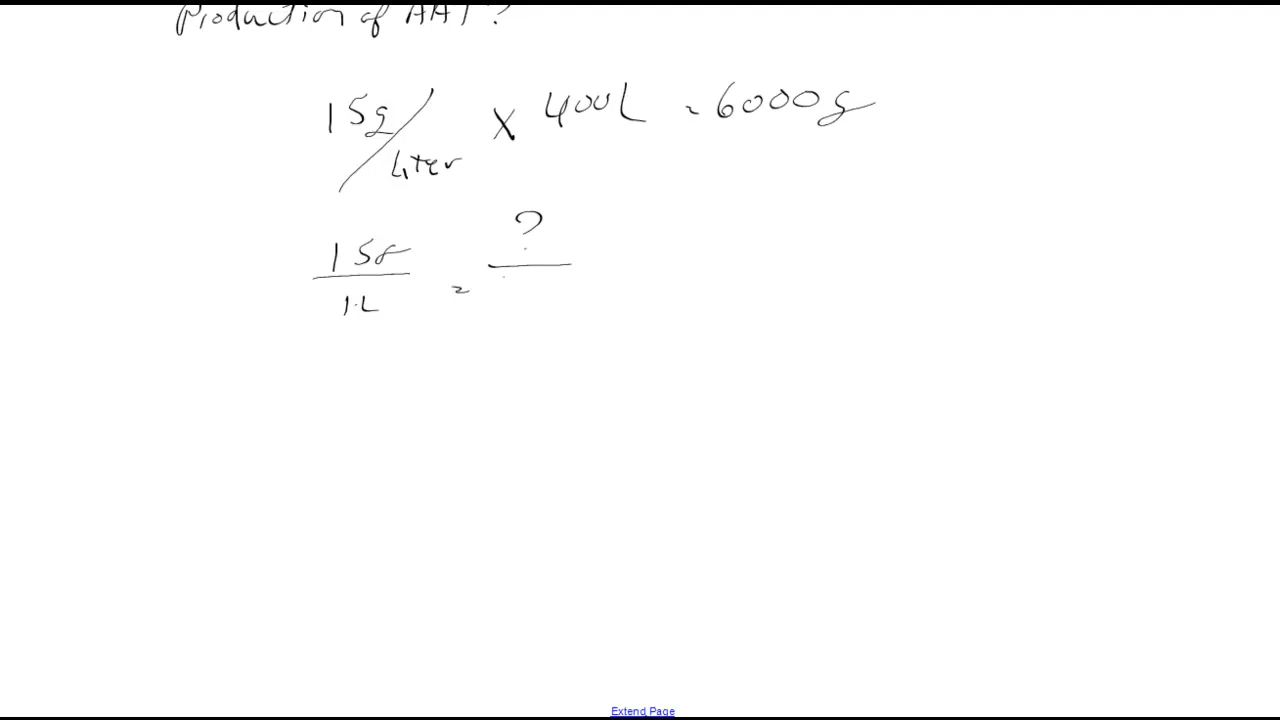 Production of AAT?
15g/Liter x 400L = 6000g
15g = ?
1L
Extend Page